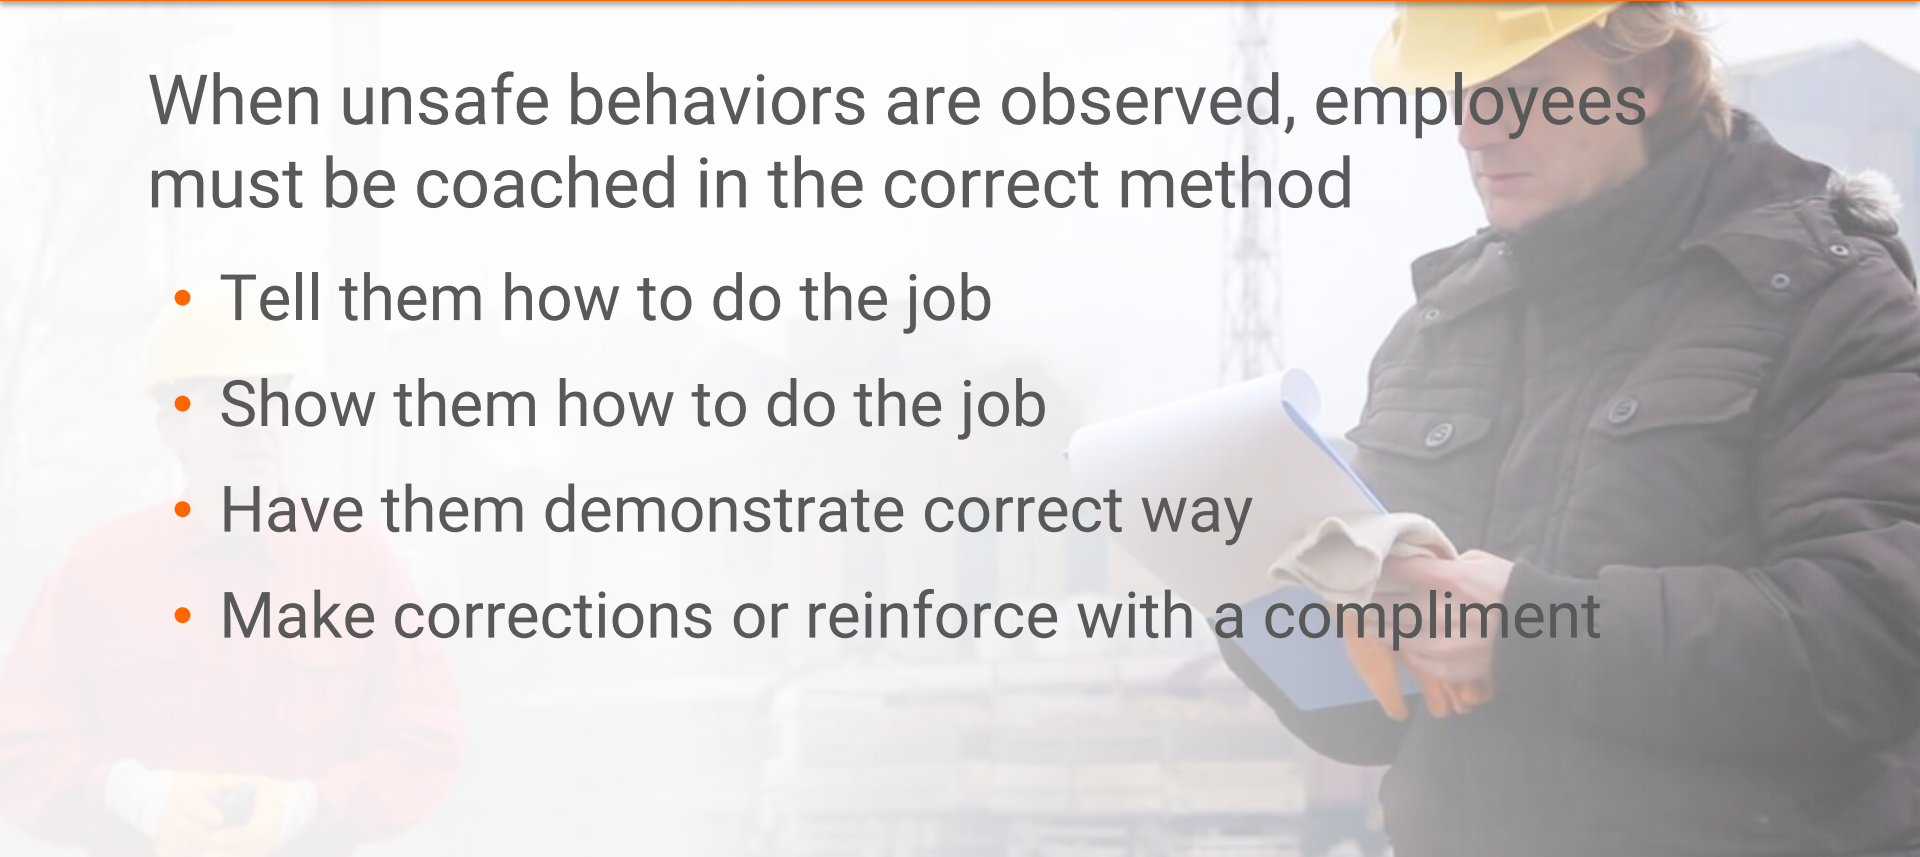 When unsafe behaviors are observed, employees
must be coached in the correct method
• Tell them how to do the job
• Show them how to do the job
• Have them demonstrate correct way
• Make corrections or reinforce with a compliment